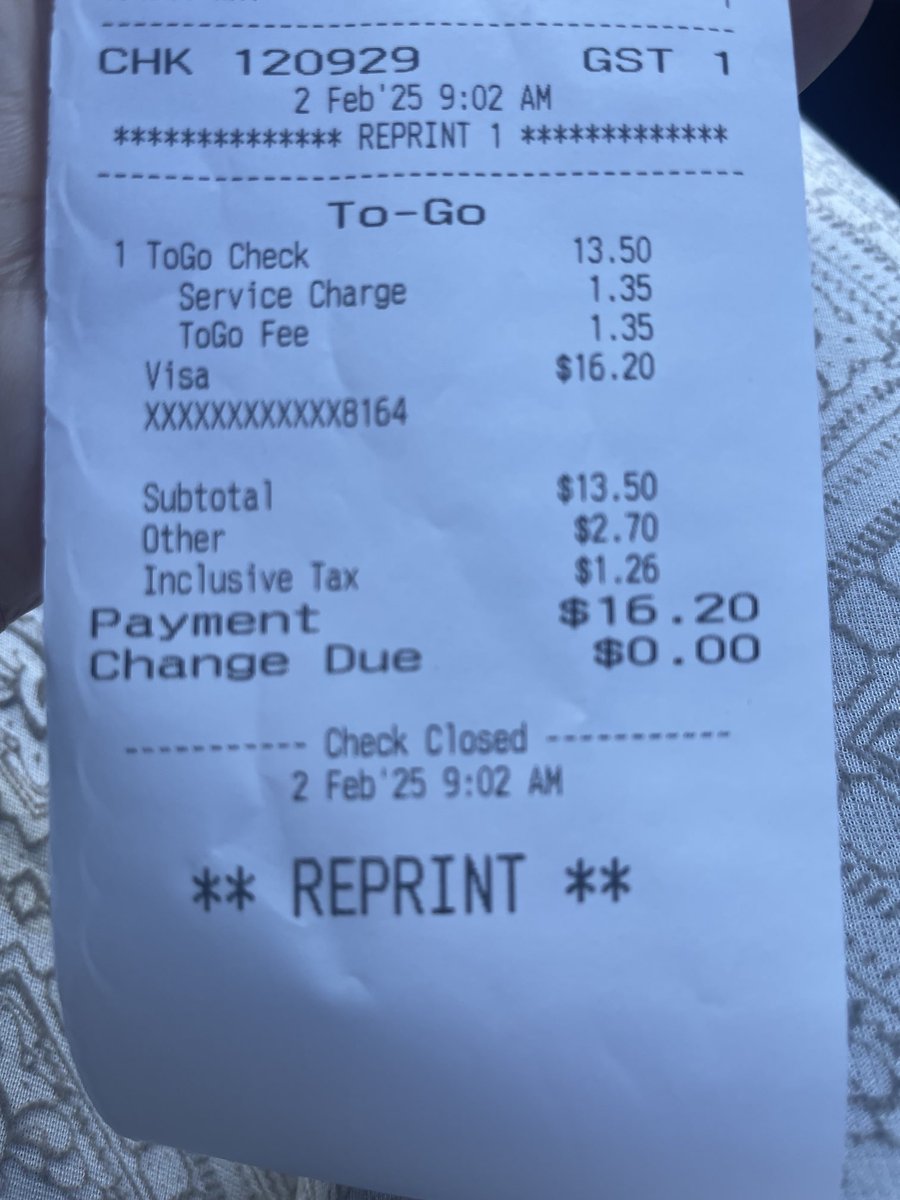 CHK 120929 GST 1
2 Feb'25 9:02 AM
************** REPRINT 1 *************
To-Go
1 ToGo Check 13.50
Service Charge 1.35
ToGo Fee 1.35
Visa $16.20
XXXXXXXXXXXX8164
Subtotal $13.50
Other $2.70
Inclusive Tax $1.26
Payment $16.20
Change Due $0.00
----------- Check Closed -----------
2 Feb'25 9:02 AM
** REPRINT **